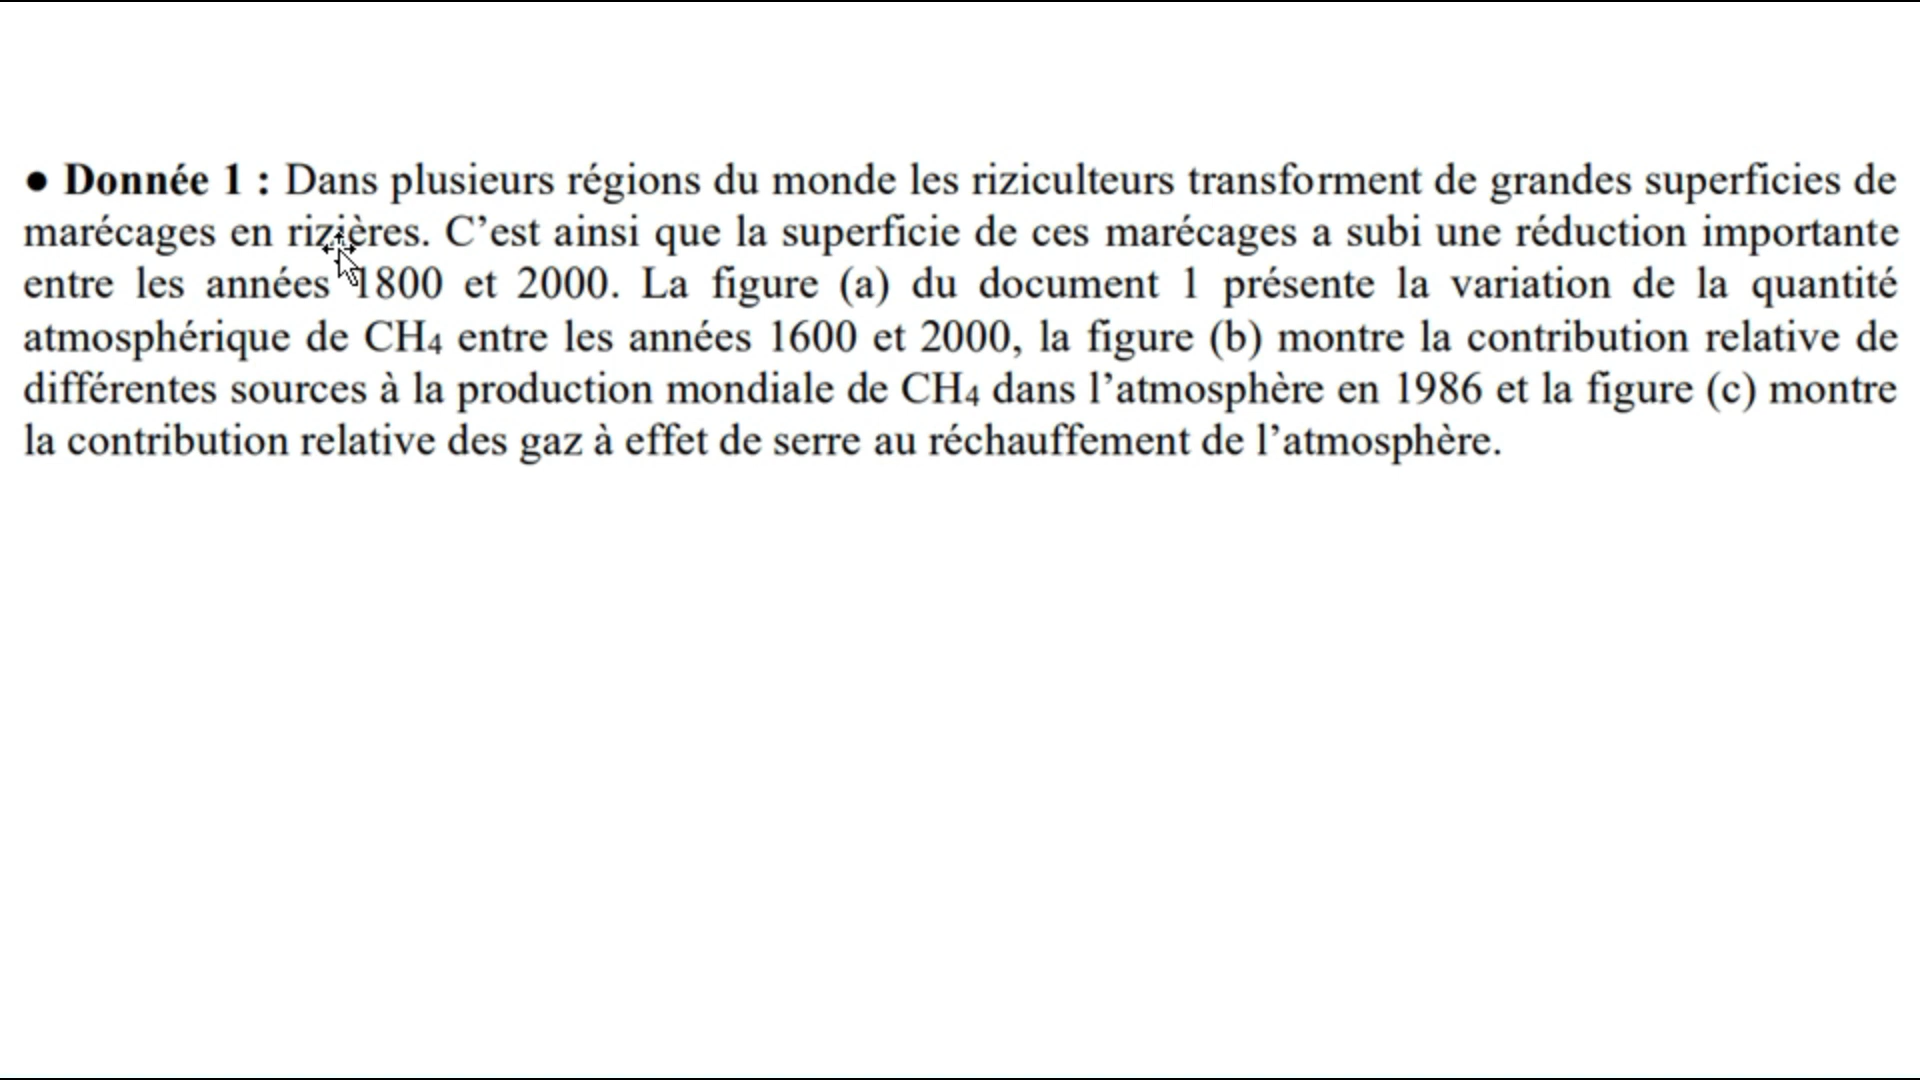 ● Donnée 1 : Dans plusieurs régions du monde les riziculteurs transforment de grandes superficies de
marécages en rizières. C’est ainsi que la superficie de ces marécages a subi une réduction importante
entre les années 1800 et 2000. La figure (a) du document 1 présente la variation de la quantité
atmosphérique de CH₄ entre les années 1600 et 2000, la figure (b) montre la contribution relative de
différentes sources à la production mondiale de CH₄ dans l’atmosphère en 1986 et la figure (c) montre
la contribution relative des gaz à effet de serre au réchauffement de l’atmosphère.